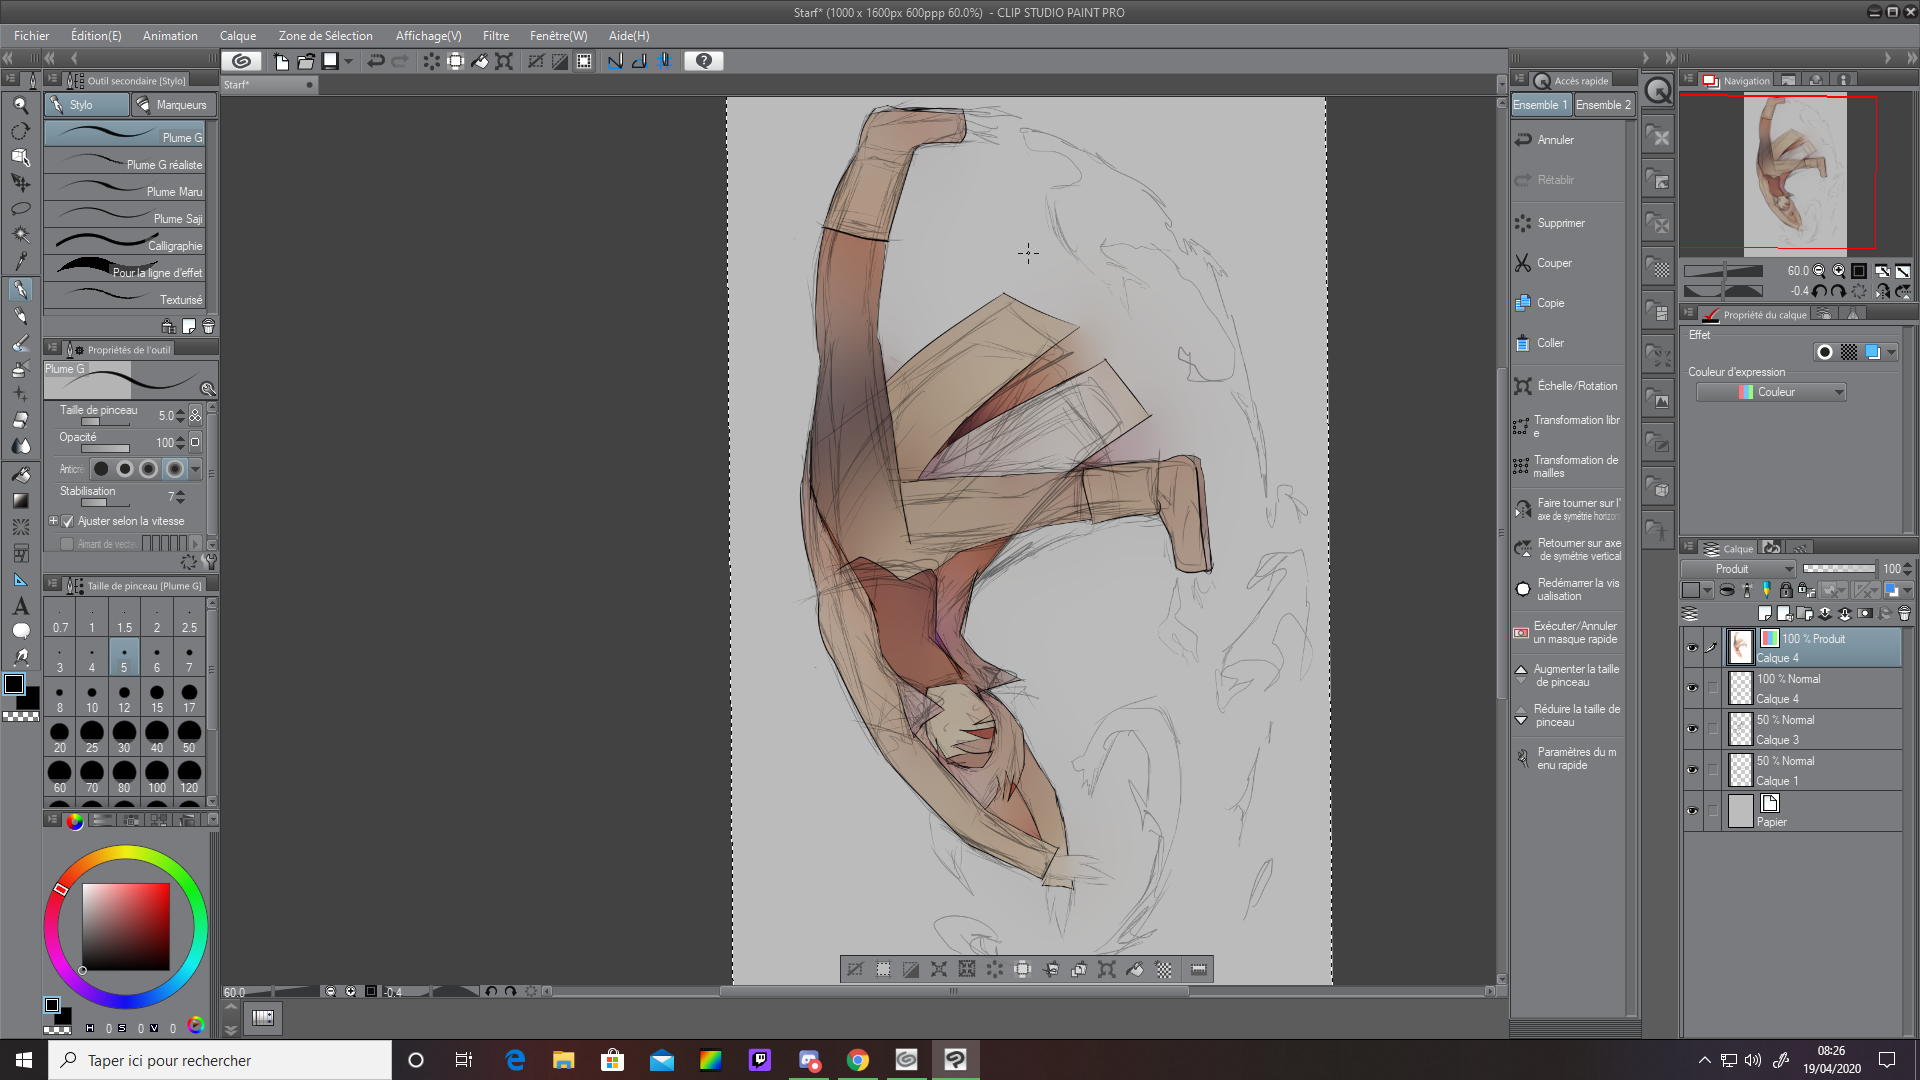 Starf* (1000 x 1600px 600ppp 60.0%) - CLIP STUDIO PAINT PRO
Fichier Édition(E) Animation Calque Zone de Sélection Affichage(V) Filtre Fenêtre(W) Aide(H)
Outil secondaire [Stylo]
Stylo
Marqueurs
Plume G
Plume G réaliste
Plume Maru
Plume Saji
Calligraphie
Pour la ligne d'effet
Texturisé
Propriétés de l'outil
Plume G
Taille de pinceau 5.0
Opacité 100
Anticré
Stabilisation 7
Ajuster selon la vitesse
Aimant de vecteu
Taille de pinceau [Plume G]
0.7 1 1.5 2 2.5
3 4 5 6 7
8 10 12 15 17
20 25 30 40 50
60 70 80 100 120
H 0 S 0 V 0
Starf*
60.0
-0.4
Accès rapide
Ensemble 1
Ensemble 2
Annuler
Rétablir
Supprimer
Couper
Copie
Coller
Échelle/Rotation
Transformation libr
e
Transformation de
mailles
Faire tourner sur l'
axe de symétrie horizon
Retourner sur axe
de symétrie vertical
Redémarrer la vis
ualisation
Exécuter/Annuler
un masque rapide
Augmenter la taille
de pinceau
Réduire la taille de
pinceau
Paramètres du m
enu rapide
Navigation
60.0
-0.4
Propriété du calque
Effet
Couleur d'expression
Couleur
Calque
Produit 100
100 % Produit
Calque 4
100 % Normal
Calque 4
50 % Normal
Calque 3
50 % Normal
Calque 1
Papier
Taper ici pour rechercher
08:26
19/04/2020